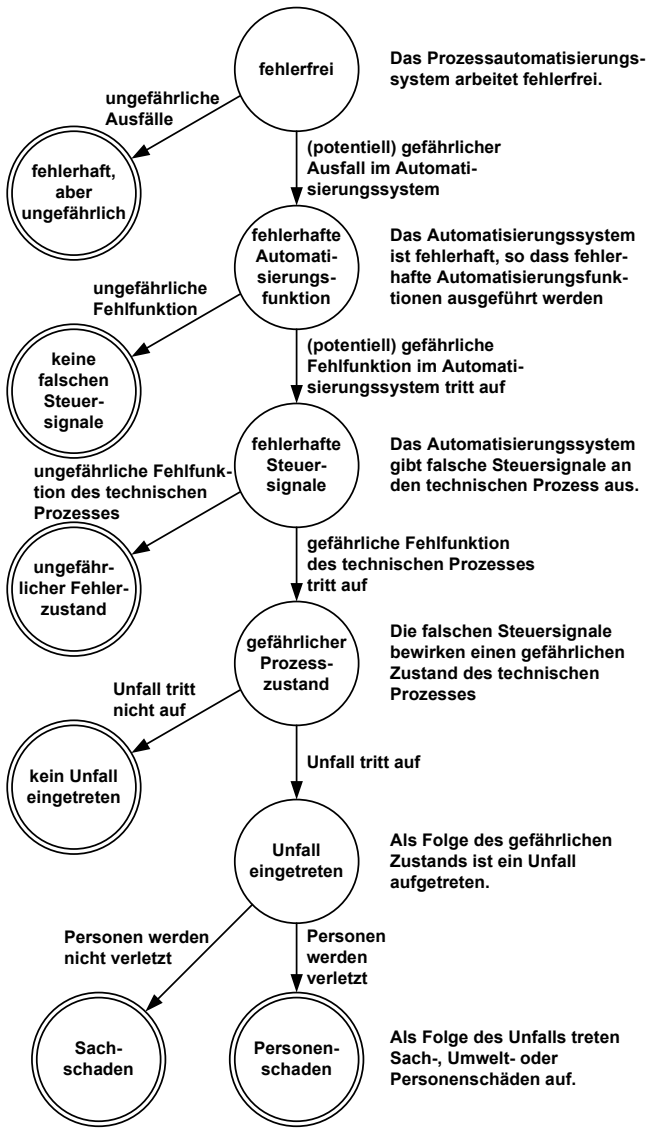 fehlerfrei
Das Prozessautomatisierungs-
system arbeitet fehlerfrei.
ungefährliche
Ausfälle
(potentiell) gefährlicher
Ausfall im Automati-
sierungssystem
fehlerhaft,
aber
ungefährlich
fehlerhafte
Automati-
sierungs-
funktion
Das Automatisierungssystem
ist fehlerhaft, so dass fehler-
hafte Automatisierungsfunk-
tionen ausgeführt werden
ungefährliche
Fehlfunktion
(potentiell) gefährliche
Fehlfunktion im Automati-
sierungssystem tritt auf
keine
falschen
Steuer-
signale
fehlerhafte
Steuer-
signale
Das Automatisierungssystem
gibt falsche Steuersignale an
den technischen Prozess aus.
ungefährliche Fehlfunk-
tion des technischen
Prozesses
gefährliche Fehlfunktion
des technischen Prozesses
tritt auf
ungefähr-
licher Fehler-
zustand
gefährlicher
Prozess-
zustand
Die falschen Steuersignale
bewirken einen gefährlichen
Zustand des technischen
Prozesses
Unfall tritt
nicht auf
Unfall tritt auf
kein Unfall
eingetreten
Unfall
eingetreten
Als Folge des gefährlichen
Zustands ist ein Unfall
aufgetreten.
Personen werden
nicht verletzt
Personen
werden
verletzt
Sach-
schaden
Personen-
schaden
Als Folge des Unfalls treten
Sach-, Umwelt- oder
Personenschäden auf.